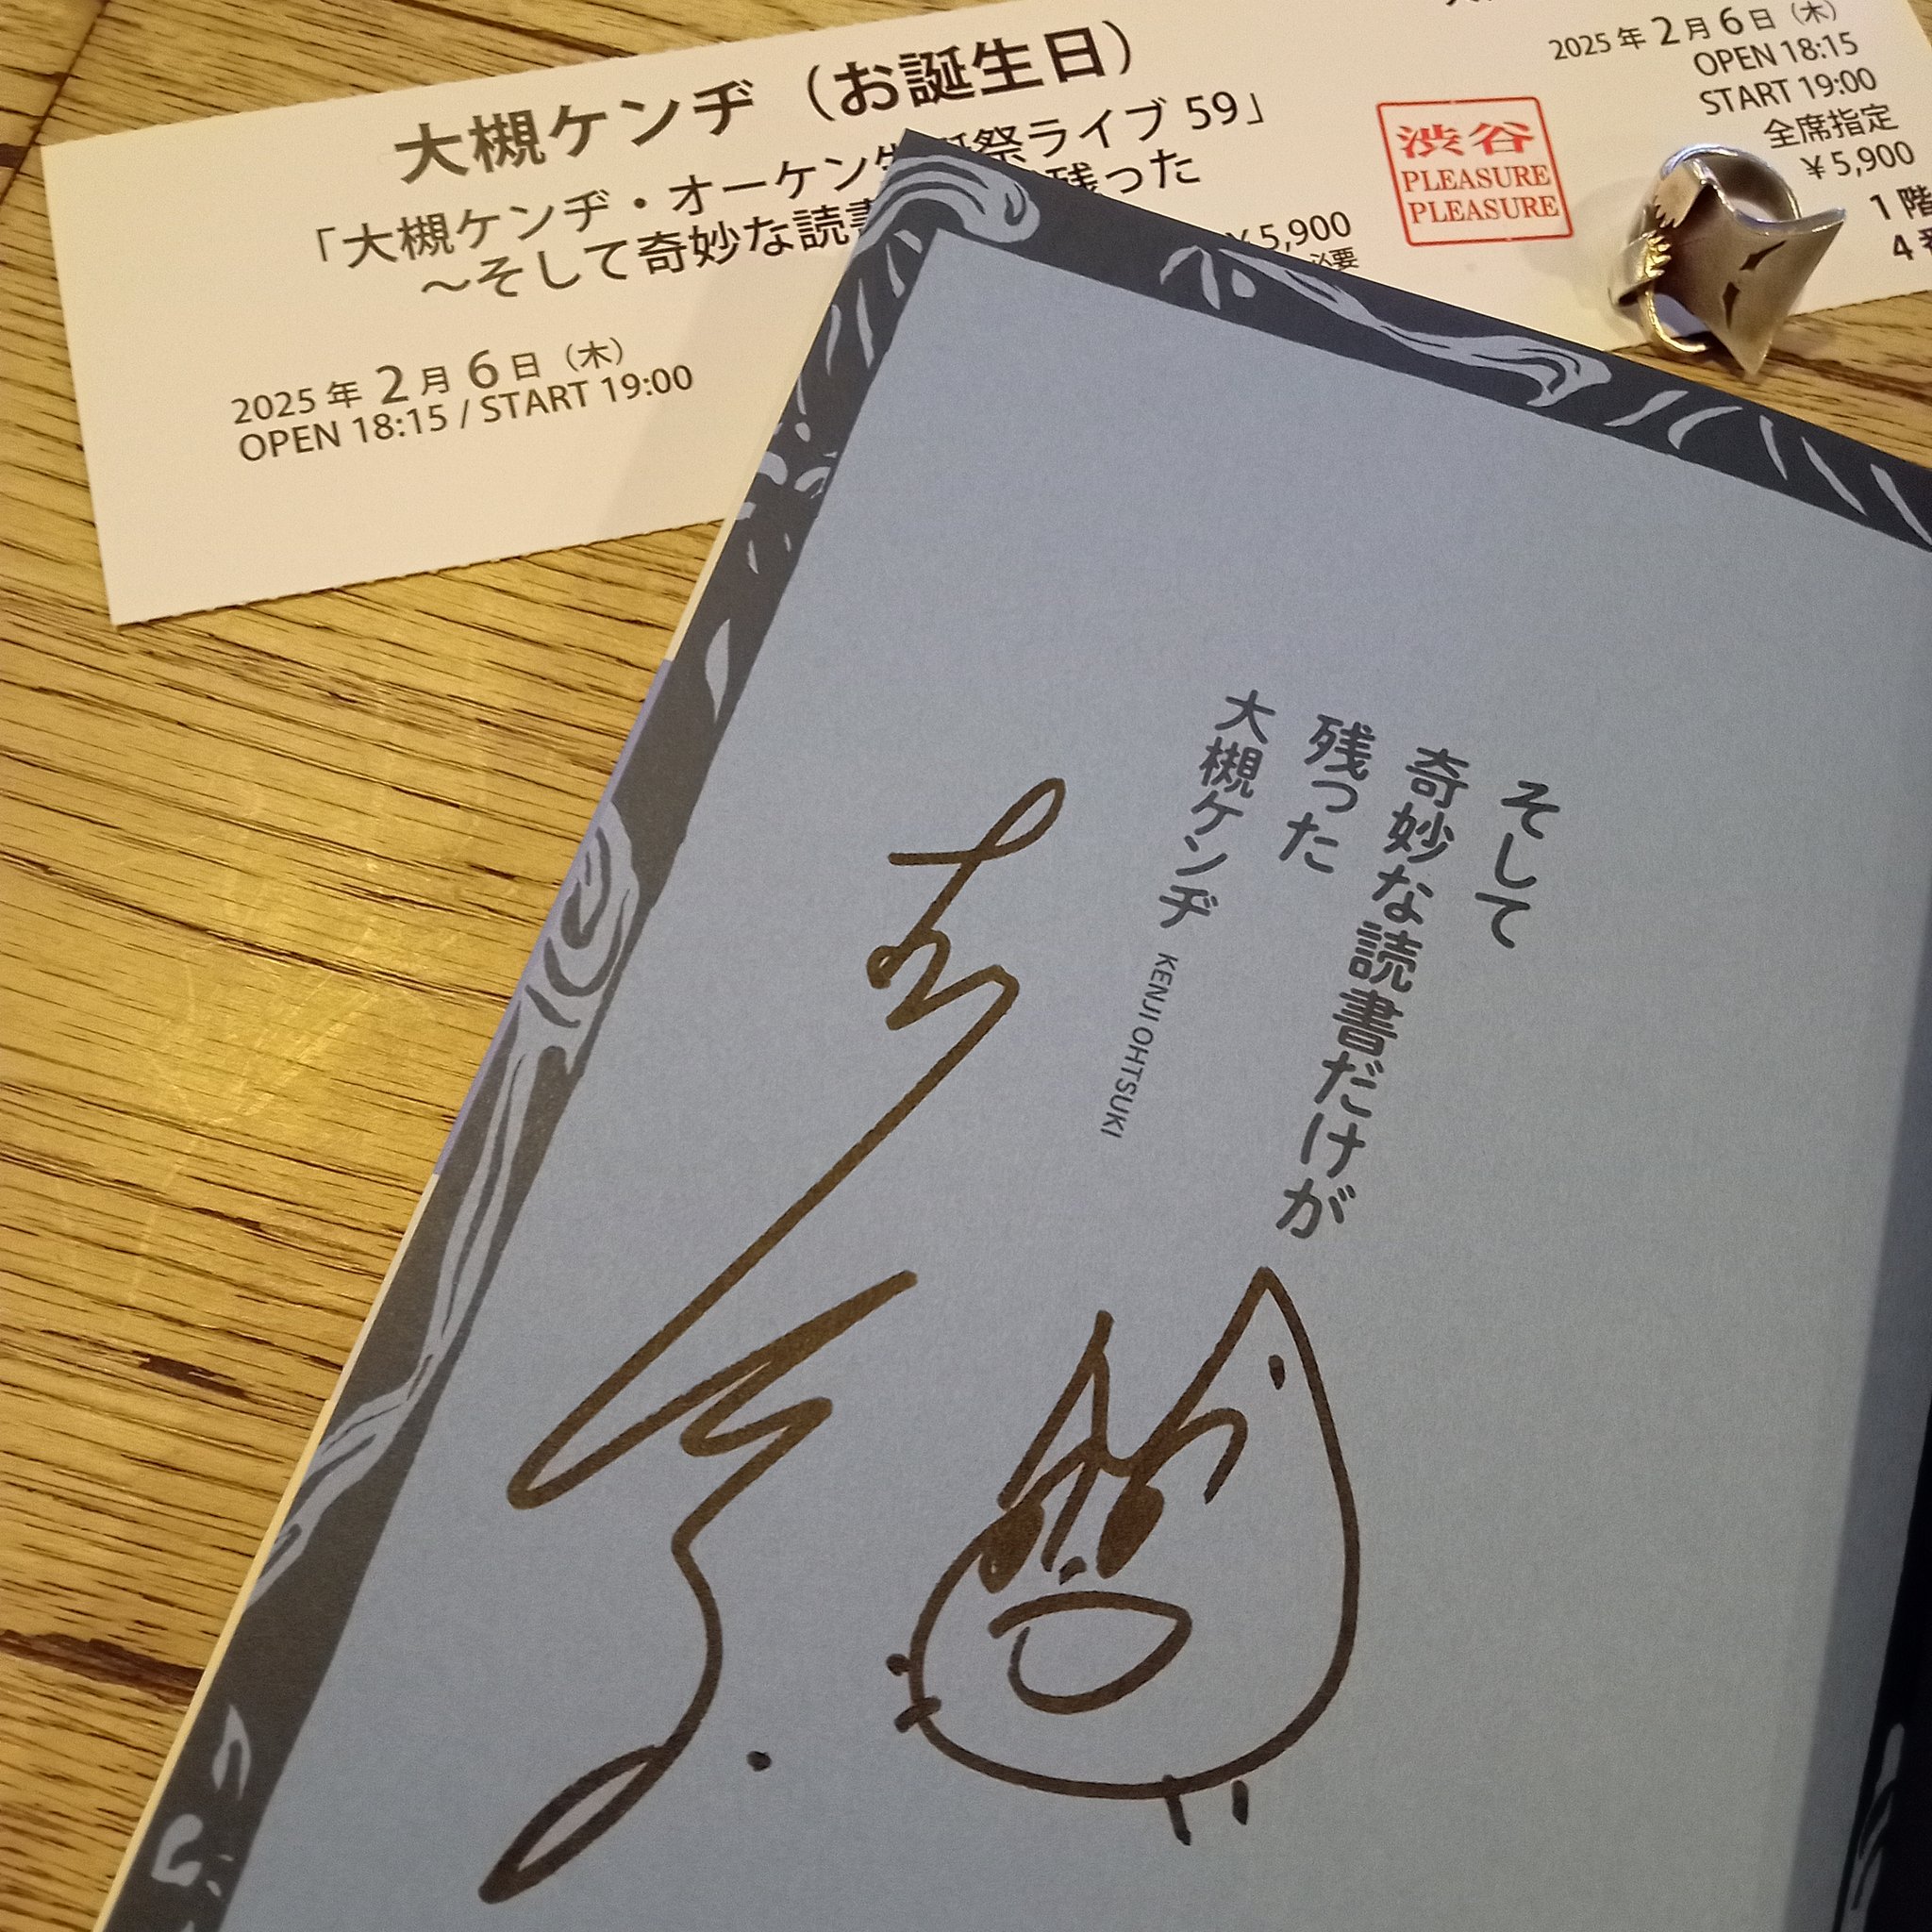 大槻ケンヂ（お誕生日）
「大槻ケンヂ・オーケン生誕祭ライブ 59」
～そして奇妙な読書 残った
￥5,900
必要
2025 年 2 月 6 日（木）
OPEN 18:15 / START 19:00
渋谷
PLEASURE
PLEASURE
2025 年 2 月 6 日（木）
OPEN 18:15
START 19:00
全席指定
￥5,900
1 階
4
そして
奇妙な読書だけが
残った
大槻ケンヂ KENJI OHTSUKI